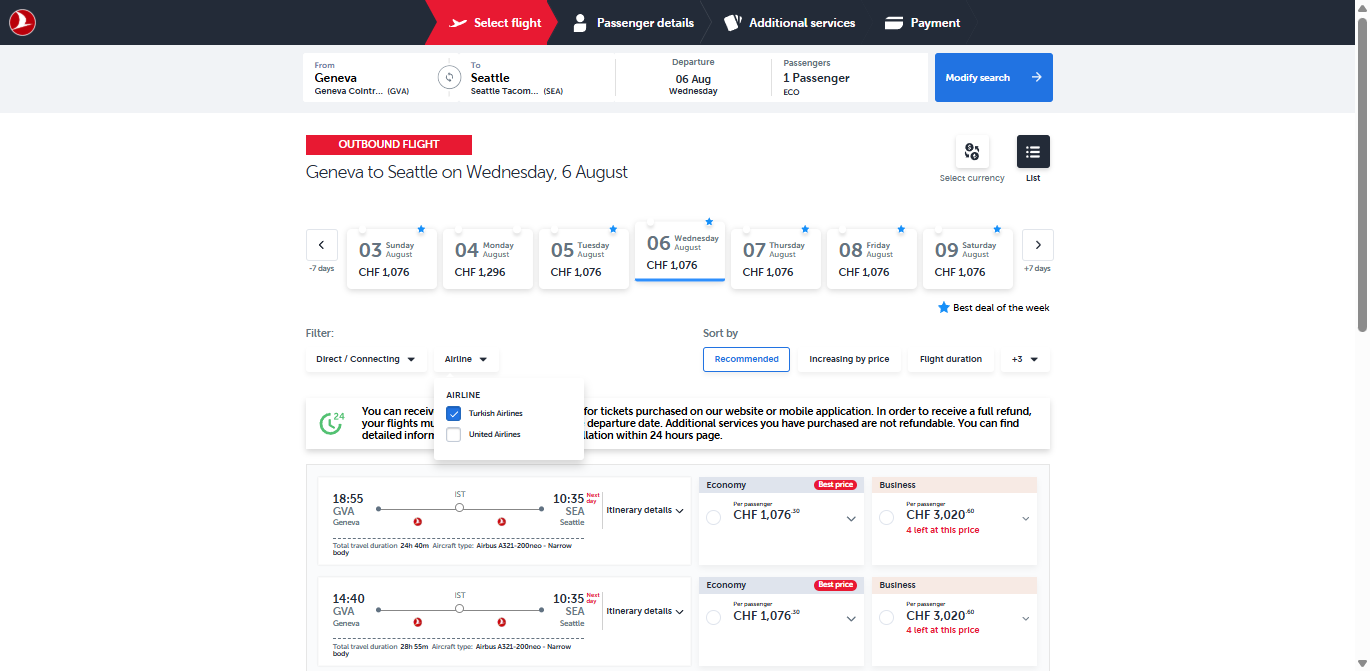 Select flight
Passenger details
Additional services
Payment
From
Geneva
Geneva Cointr... (GVA)
To
Seattle
Seattle Tacom... (SEA)
Departure
06 Aug
Wednesday
Passengers
1 Passenger
ECO
Modify search
OUTBOUND FLIGHT
Geneva to Seattle on Wednesday, 6 August
Select currency
List
-7 days
03 Sunday August
CHF 1,076
04 Monday August
CHF 1,296
05 Tuesday August
CHF 1,076
06 Wednesday August
CHF 1,076
07 Thursday August
CHF 1,076
08 Friday August
CHF 1,076
09 Saturday August
CHF 1,076
+7 days
Best deal of the week
Filter:
Sort by
Direct / Connecting
Airline
Recommended
Increasing by price
Flight duration
+3
AIRLINE
Turkish Airlines
United Airlines
24
You can receiv for tickets purchased on our website or mobile application. In order to receive a full refund,
your flights mu departure date. Additional services you have purchased are not refundable. You can find
detailed inform llation within 24 hours page.
18:55
GVA
Geneva
IST
10:35 Next day
SEA
Seattle
Itinerary details
Total travel duration 24h 40m Aircraft type: Airbus A321-200neo - Narrow
body
Economy
Best price
Per passenger
CHF 1,076.30
Business
Per passenger
CHF 3,020.60
4 left at this price
14:40
GVA
Geneva
IST
10:35 Next day
SEA
Seattle
Itinerary details
Total travel duration 28h 55m Aircraft type: Airbus A321-200neo - Narrow
body
Economy
Best price
Per passenger
CHF 1,076.30
Business
Per passenger
CHF 3,020.60
4 left at this price